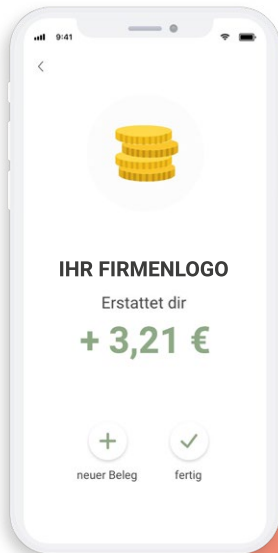 9:41
IHR FIRMENLOGO
Erstattet dir
+ 3,21 €
neuer Beleg fertig